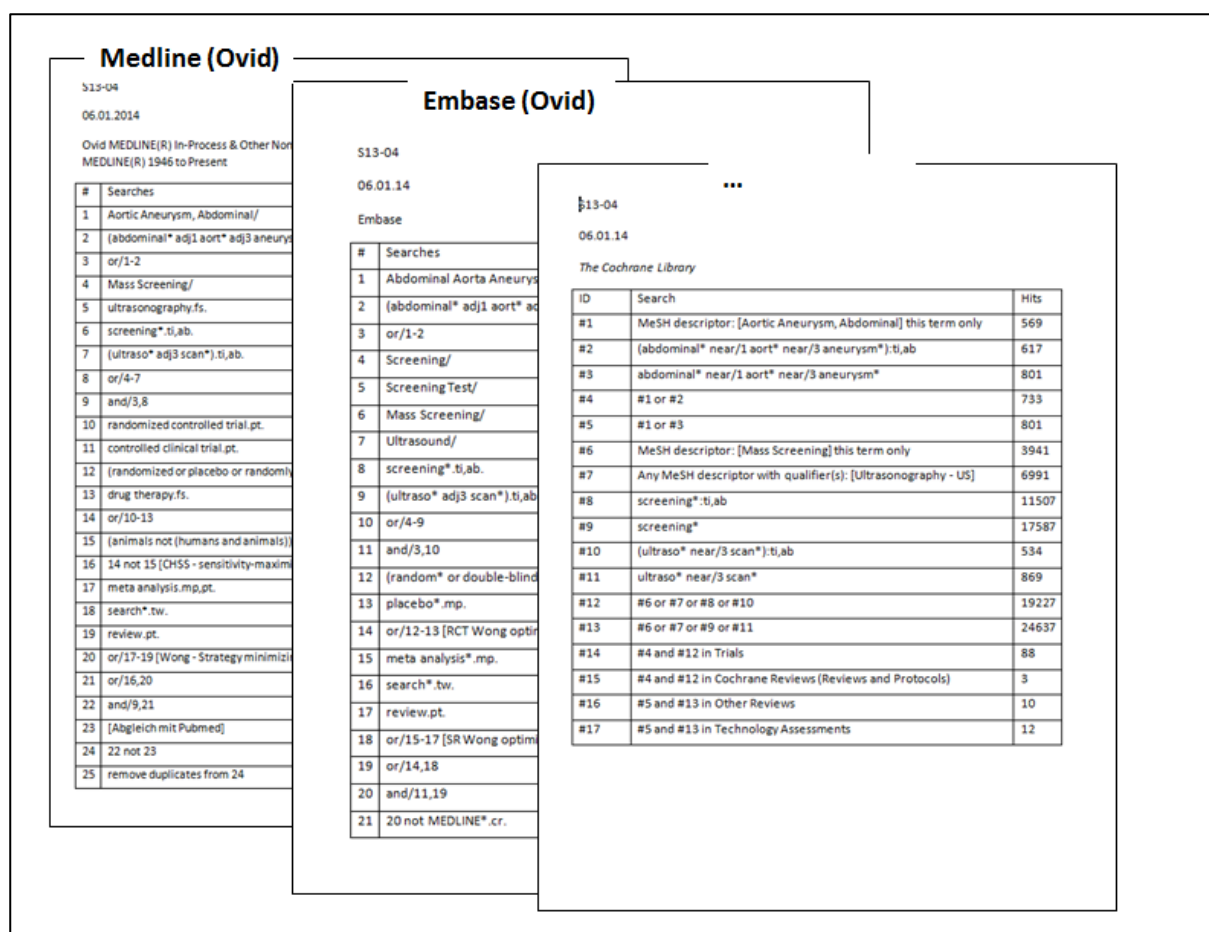 Medline (Ovid)
S13-04
06.01.2014
Ovid MEDLINE(R) In-Process & Other Non
MEDLINE(R) 1946 to Present
# Searches
1 Aortic Aneurysm, Abdominal/
2 (abdominal* adj1 aort* adj3 aneurys
3 or/1-2
4 Mass Screening/
5 ultrasonography.fs.
6 screening*.ti,ab.
7 (ultraso* adj3 scan*).ti,ab.
8 or/4-7
9 and/3,8
10 randomized controlled trial.pt.
11 controlled clinical trial.pt.
12 (randomized or placebo or randomly
13 drug therapy.fs.
14 or/10-13
15 (animals not (humans and animals))
16 14 not 15 [CHSS - sensitivity-maximi
17 meta analysis.mp,pt.
18 search*.tw.
19 review.pt.
20 or/17-19 [Wong - Strategy minimizin
21 or/16,20
22 and/9,21
23 [Abgleich mit Pubmed]
24 22 not 23
25 remove duplicates from 24
Embase (Ovid)
S13-04
06.01.14
Embase
# Searches
1 Abdominal Aorta Aneurys
2 (abdominal* adj1 aort* ad
3 or/1-2
4 Screening/
5 Screening Test/
6 Mass Screening/
7 Ultrasound/
8 screening*.ti,ab.
9 (ultraso* adj3 scan*).ti,ab
10 or/4-9
11 and/3,10
12 (random* or double-blind
13 placebo*.mp.
14 or/12-13 [RCT Wong optim
15 meta analysis*.mp.
16 search*.tw.
17 review.pt.
18 or/15-17 [SR Wong optimi
19 or/14,18
20 and/11,19
21 20 not MEDLINE*.cr.
...
S13-04
06.01.14
The Cochrane Library
ID Search Hits
#1 MeSH descriptor: [Aortic Aneurysm, Abdominal] this term only 569
#2 (abdominal* near/1 aort* near/3 aneurysm*):ti,ab 617
#3 abdominal* near/1 aort* near/3 aneurysm* 801
#4 #1 or #2 733
#5 #1 or #3 801
#6 MeSH descriptor: [Mass Screening] this term only 3941
#7 Any MeSH descriptor with qualifier(s): [Ultrasonography - US] 6991
#8 screening*:ti,ab 11507
#9 screening* 17587
#10 (ultraso* near/3 scan*):ti,ab 534
#11 ultraso* near/3 scan* 869
#12 #6 or #7 or #8 or #10 19227
#13 #6 or #7 or #9 or #11 24637
#14 #4 and #12 in Trials 88
#15 #4 and #12 in Cochrane Reviews (Reviews and Protocols) 3
#16 #5 and #13 in Other Reviews 10
#17 #5 and #13 in Technology Assessments 12